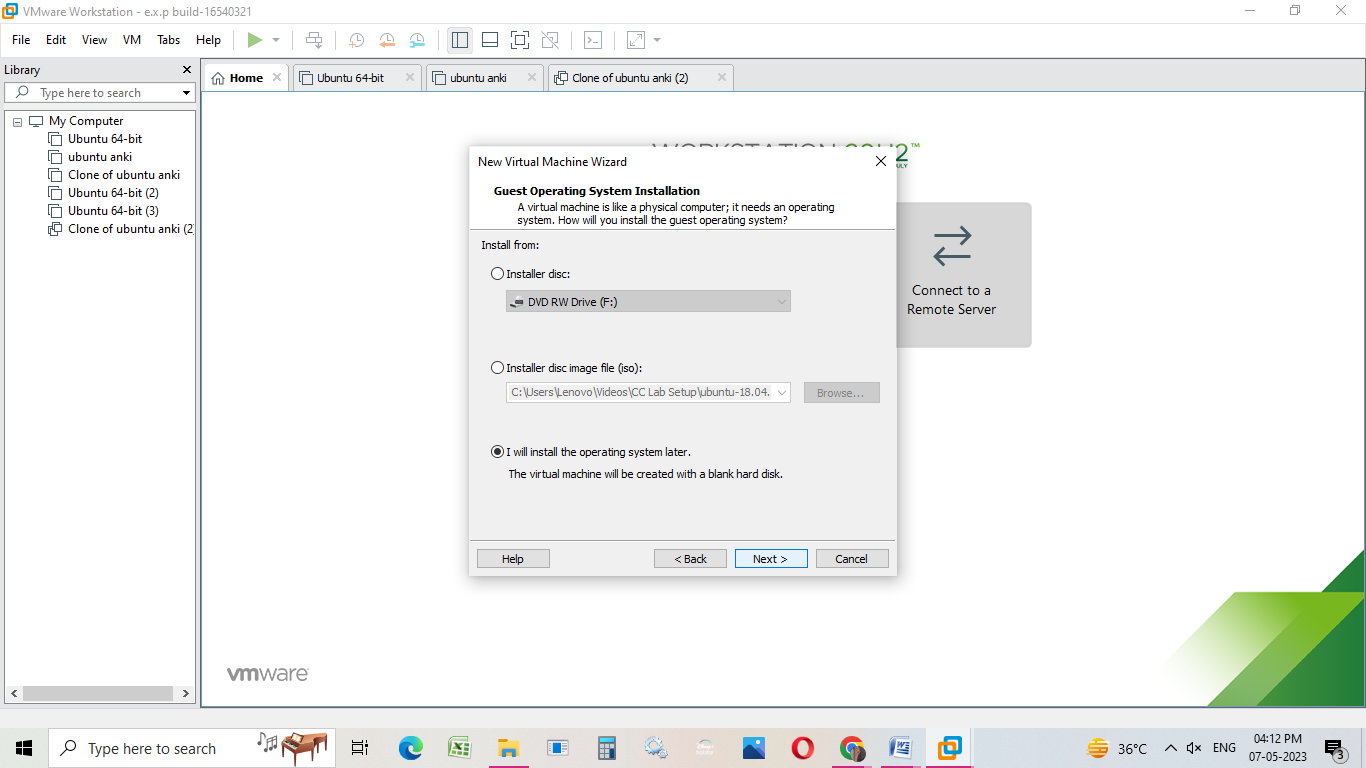 VMware Workstation - e.x.p build-16540321
File Edit View VM Tabs Help
Library
Type here to search
My Computer
Ubuntu 64-bit
ubuntu anki
Clone of ubuntu anki
Ubuntu 64-bit (2)
Ubuntu 64-bit (3)
Clone of ubuntu anki (2)
Home
Ubuntu 64-bit
ubuntu anki
Clone of ubuntu anki (2)
New Virtual Machine Wizard
Guest Operating System Installation
A virtual machine is like a physical computer; it needs an operating
system. How will you install the guest operating system?
Install from:
Installer disc:
DVD RW Drive (F:)
Installer disc image file (iso):
C:\Users\Lenovo\Videos\CC Lab Setup\ubuntu-18.04.
Browse...
I will install the operating system later.
The virtual machine will be created with a blank hard disk.
Help
< Back
Next >
Cancel
Connect to a
Remote Server
vmware
Type here to search
36°C
ENG
04:12 PM
07-05-2023
3